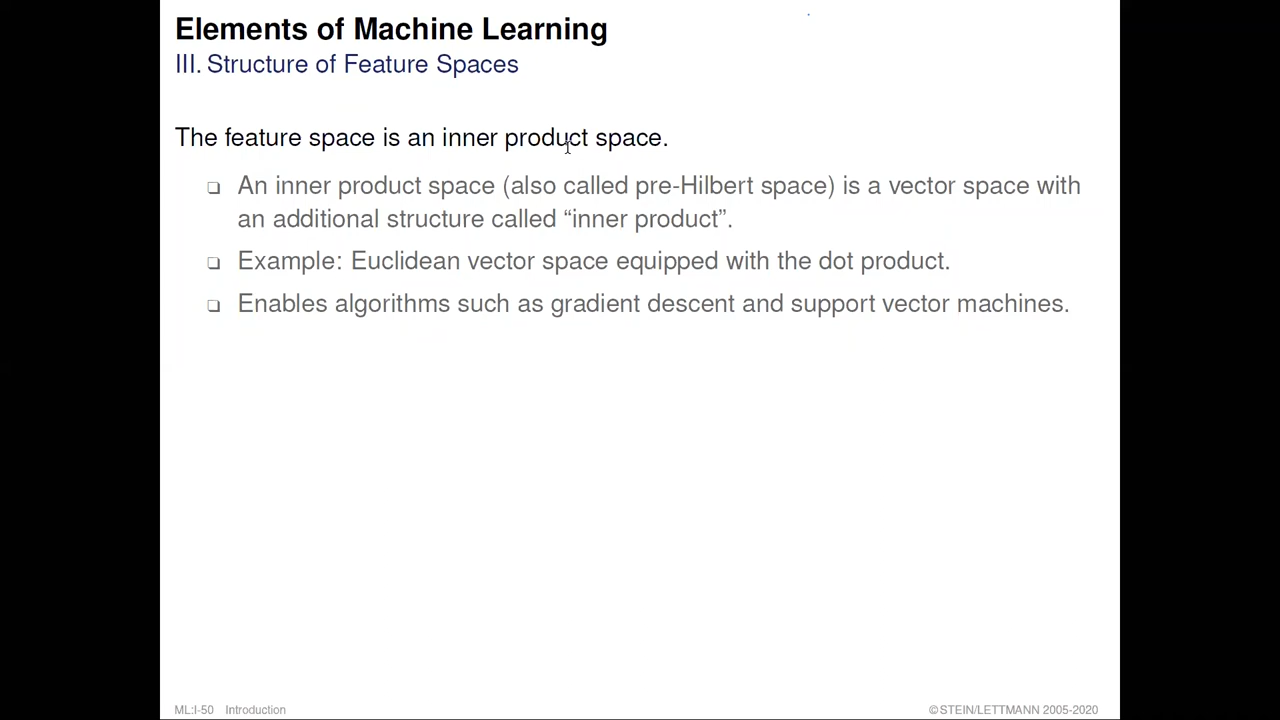 Elements of Machine Learning
III. Structure of Feature Spaces
The feature space is an inner product space.
❑ An inner product space (also called pre-Hilbert space) is a vector space with
an additional structure called “inner product”.
❑ Example: Euclidean vector space equipped with the dot product.
❑ Enables algorithms such as gradient descent and support vector machines.
ML:I-50 Introduction
©STEIN/LETTMANN 2005-2020